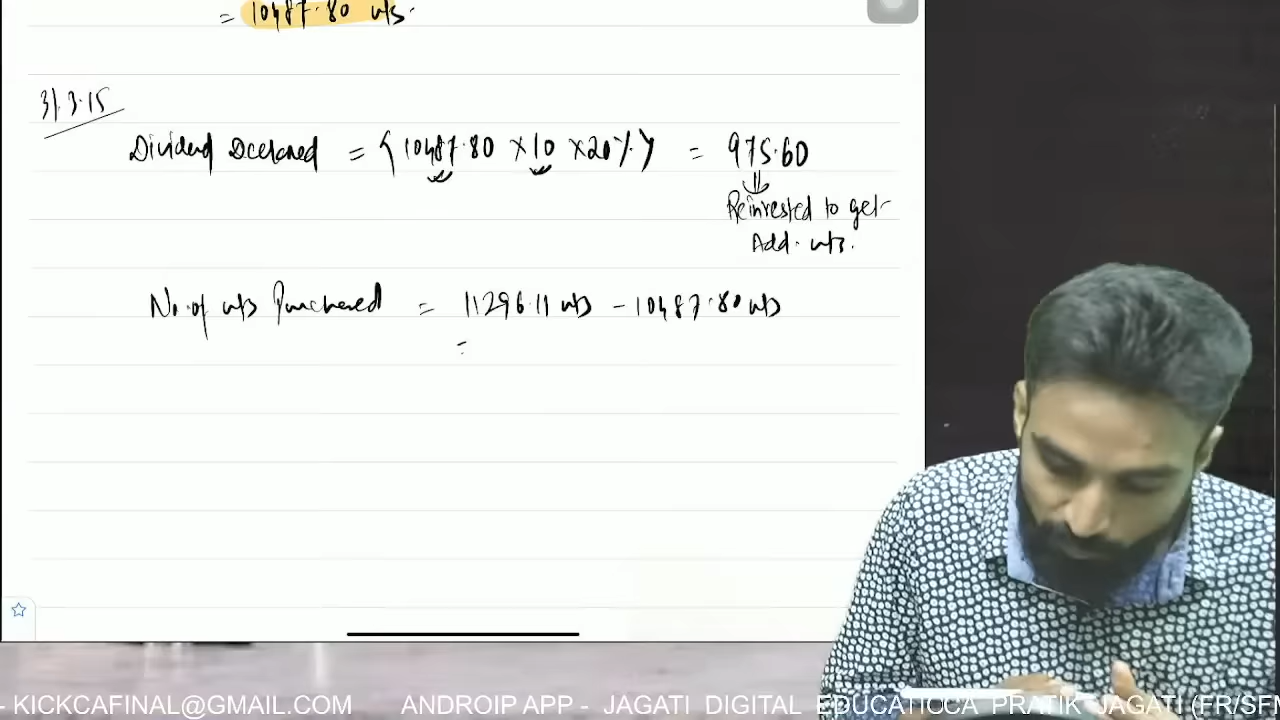 = 10487.80 uts.
31.3.15
Dividend Declared = {10487.80 × 10 × 20%} = 975.60
Reinvested to get
Add. uts.
No. of uts Purchased = 11296.11 uts - 10487.80 uts
=
- KICKCAFINAL@GMAIL.COM ANDROIP APP - JAGATI DIGITAL EDUCATIO CA PRATIK JAGATI (FR/SFM